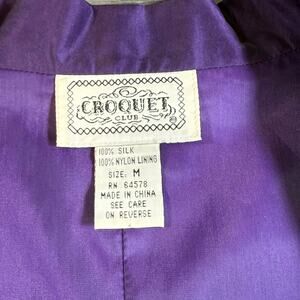 CROQUET
CLUB ®
100% SILK
100% NYLON LINING
SIZE: M
RN 64578
MADE IN CHINA
SEE CARE
ON REVERSE